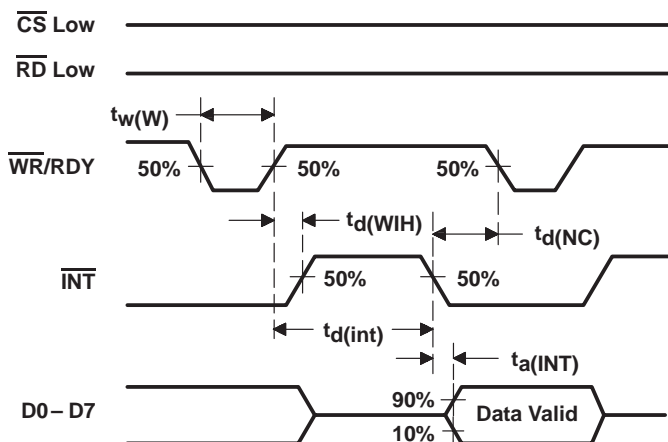 CS Low
RD Low
tw(W)
WR/RDY
50%
50%
50%
td(WIH)
td(NC)
INT
50%
50%
td(int)
ta(INT)
D0–D7
90%
Data Valid
10%